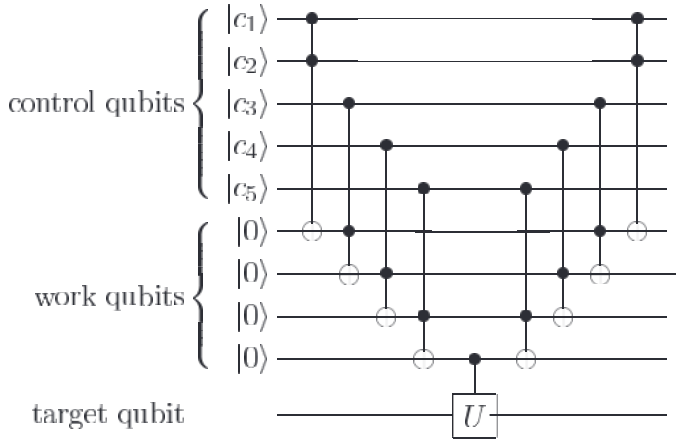 |c₁⟩
|c₂⟩
control qubits
|c₃⟩
|c₄⟩
|c₅⟩
|0⟩
|0⟩
work qubits
|0⟩
|0⟩
target qubit
U